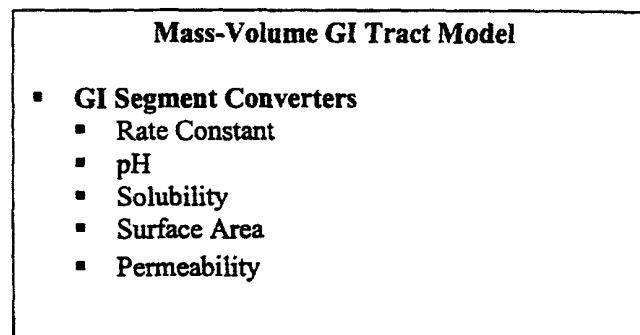 Mass-Volume GI Tract Model
▪ GI Segment Converters
▪ Rate Constant
▪ pH
▪ Solubility
▪ Surface Area
▪ Permeability